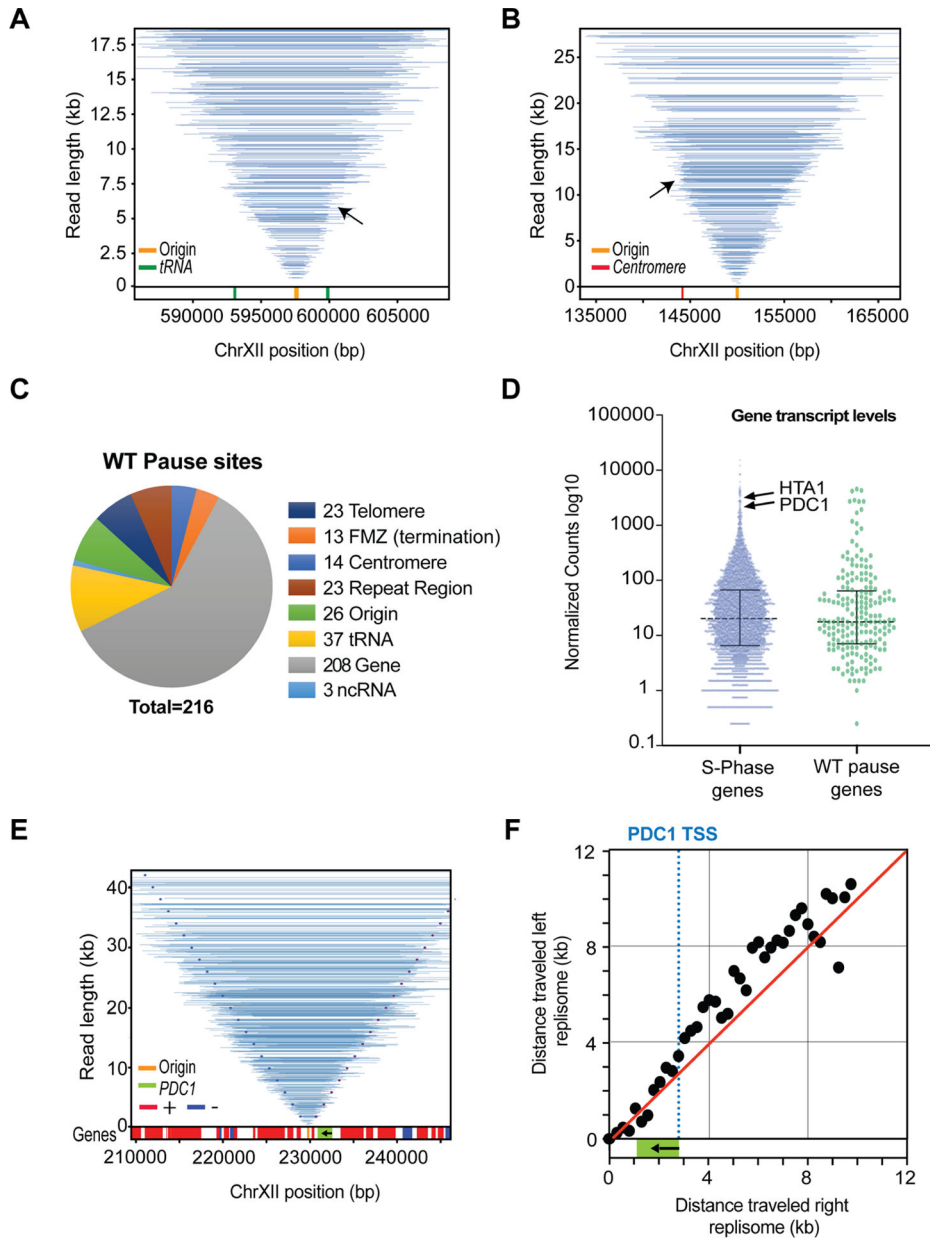 A
17.5
15
12.5
10
7.5
5
2.5
0
Read length (kb)
Origin
tRNA
590000 595000 600000 605000
ChrXII position (bp)
B
25
20
15
10
5
0
Read length (kb)
Origin
Centromere
135000 145000 155000 165000
ChrXII position (bp)
C
WT Pause sites
23 Telomere
13 FMZ (termination)
14 Centromere
23 Repeat Region
26 Origin
37 tRNA
208 Gene
3 ncRNA
Total=216
D
Gene transcript levels
100000
10000
1000
100
10
1
0.1
Normalized Counts log10
HTA1
PDC1
S-Phase
genes
WT pause
genes
E
40
30
20
10
0
Read length (kb)
Origin
PDC1
+ -
Genes
210000 220000 230000 240000
ChrXII position (bp)
F
PDC1 TSS
12
8
4
0
Distance traveled left
replisome (kb)
0 4 8 12
Distance traveled right
replisome (kb)